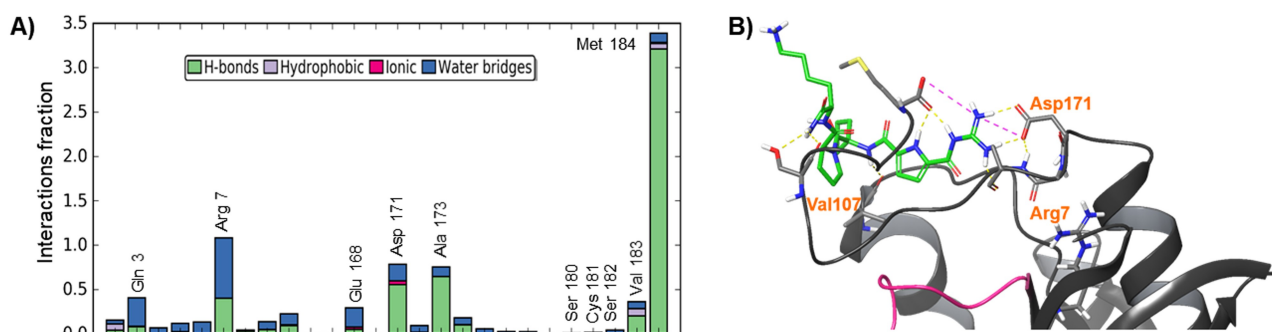 A)
3.5
3.0
2.5
2.0
1.5
1.0
0.5
0.0
Interactions fraction
H-bonds Hydrophobic Ionic Water bridges
Gln 3
Arg 7
Glu 168
Asp 171
Ala 173
Ser 180
Cys 181
Ser 182
Val 183
Met 184
B)
Asp171
Val107
Arg7